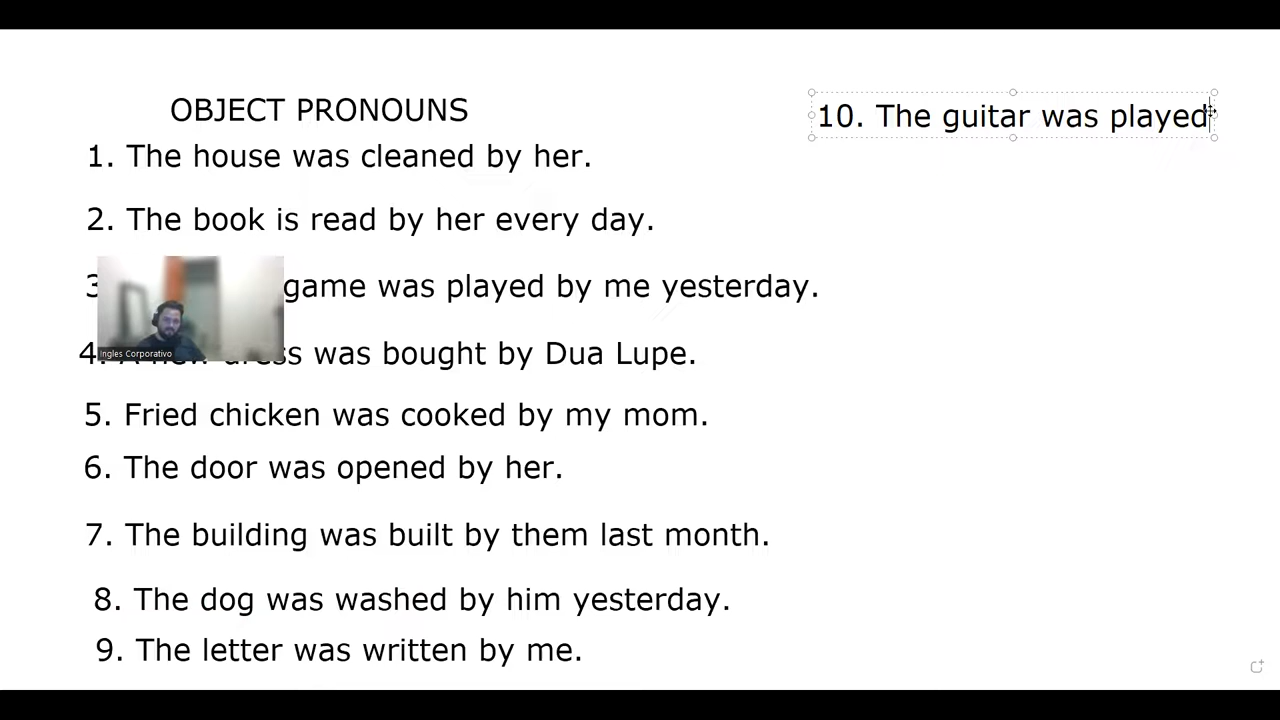 OBJECT PRONOUNS
1. The house was cleaned by her.
2. The book is read by her every day.
3 game was played by me yesterday.
4. A new dress was bought by Dua Lupe.
Ingles Corporativo
5. Fried chicken was cooked by my mom.
6. The door was opened by her.
7. The building was built by them last month.
8. The dog was washed by him yesterday.
9. The letter was written by me.
10. The guitar was played